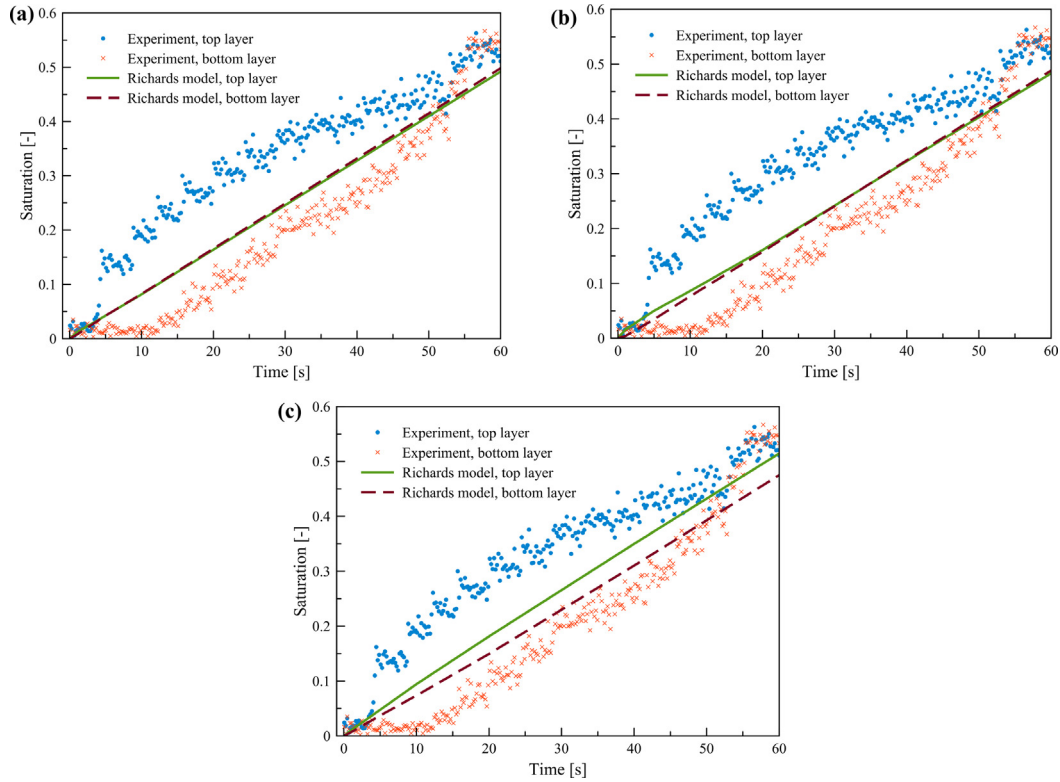 (a)
Experiment, top layer
Experiment, bottom layer
Richards model, top layer
Richards model, bottom layer
Saturation [-]
0.6
0.5
0.4
0.3
0.2
0.1
0
0 10 20 30 40 50 60
Time [s]
(b)
Experiment, top layer
Experiment, bottom layer
Richards model, top layer
Richards model, bottom layer
Saturation [-]
0.6
0.5
0.4
0.3
0.2
0.1
0
0 10 20 30 40 50 60
Time [s]
(c)
Experiment, top layer
Experiment, bottom layer
Richards model, top layer
Richards model, bottom layer
Saturation [-]
0.6
0.5
0.4
0.3
0.2
0.1
0
0 10 20 30 40 50 60
Time [s]